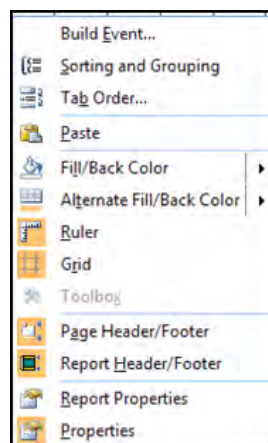 Build Event...
Sorting and Grouping
Tab Order...
Paste
Fill/Back Color
Alternate Fill/Back Color
Ruler
Grid
Toolbox
Page Header/Footer
Report Header/Footer
Report Properties
Properties